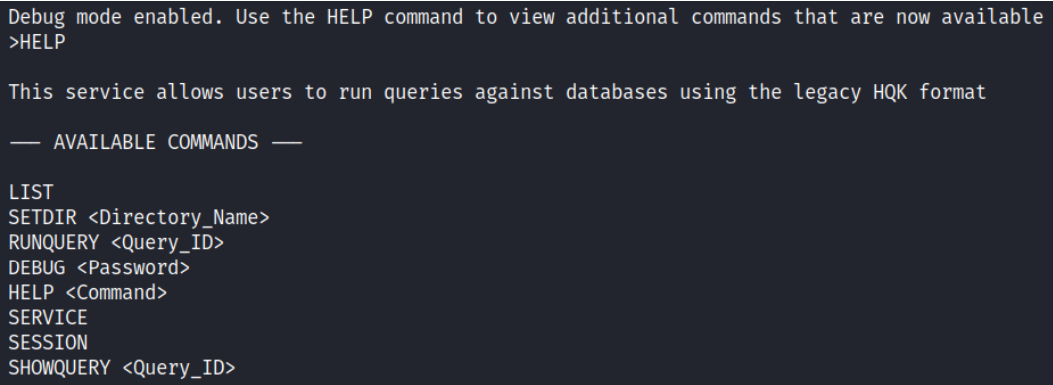 Debug mode enabled. Use the HELP command to view additional commands that are now available
>HELP
This service allows users to run queries against databases using the legacy HQK format
—— AVAILABLE COMMANDS ——
LIST
SETDIR <Directory_Name>
RUNQUERY <Query_ID>
DEBUG <Password>
HELP <Command>
SERVICE
SESSION
SHOWQUERY <Query_ID>